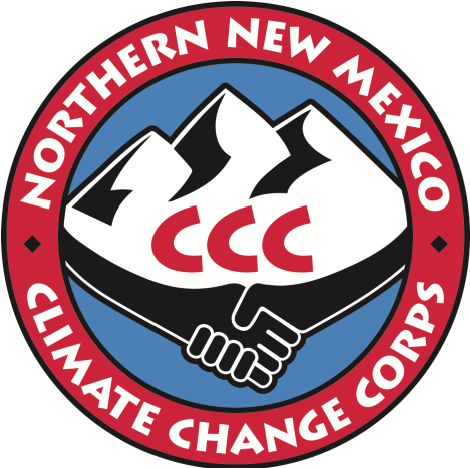 NORTHERN NEW MEXICO
CCC
CLIMATE CHANGE CORPS